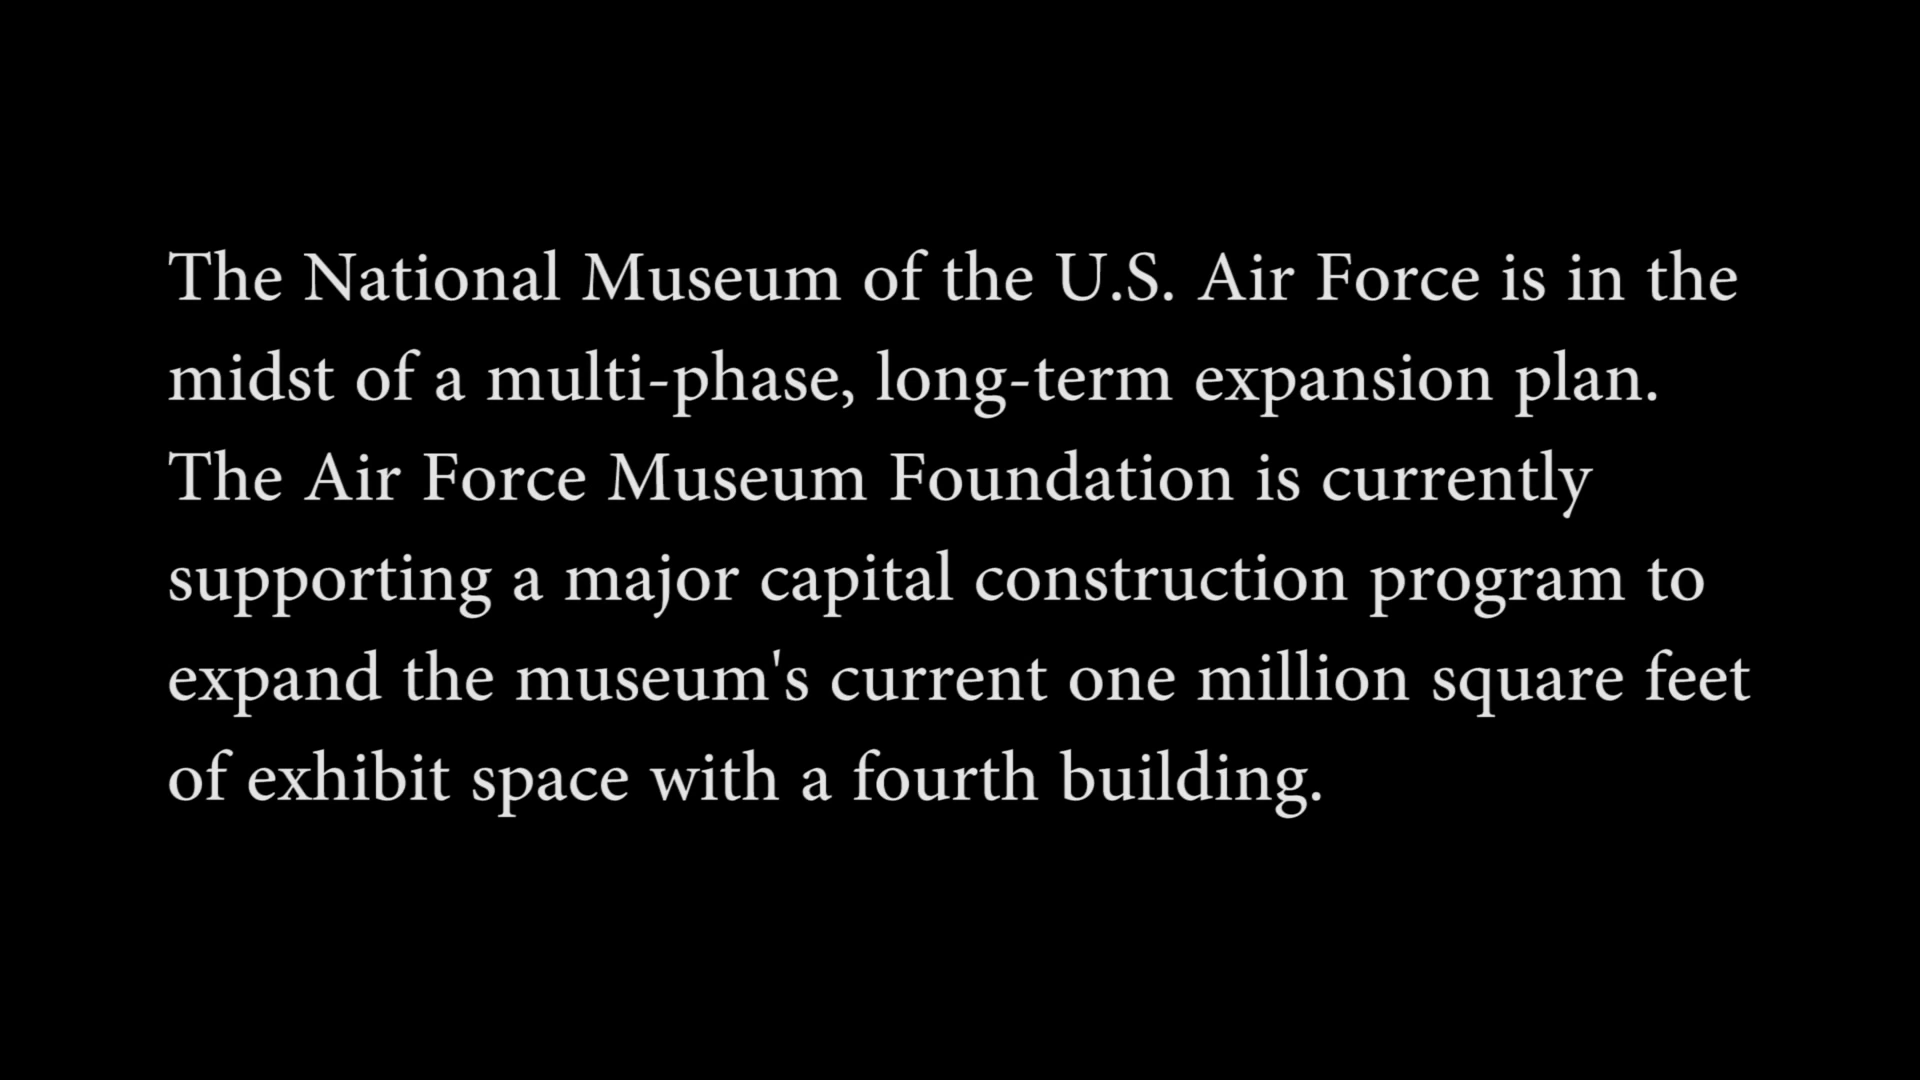 The National Museum of the U.S. Air Force is in the
midst of a multi-phase, long-term expansion plan.
The Air Force Museum Foundation is currently
supporting a major capital construction program to
expand the museum's current one million square feet
of exhibit space with a fourth building.